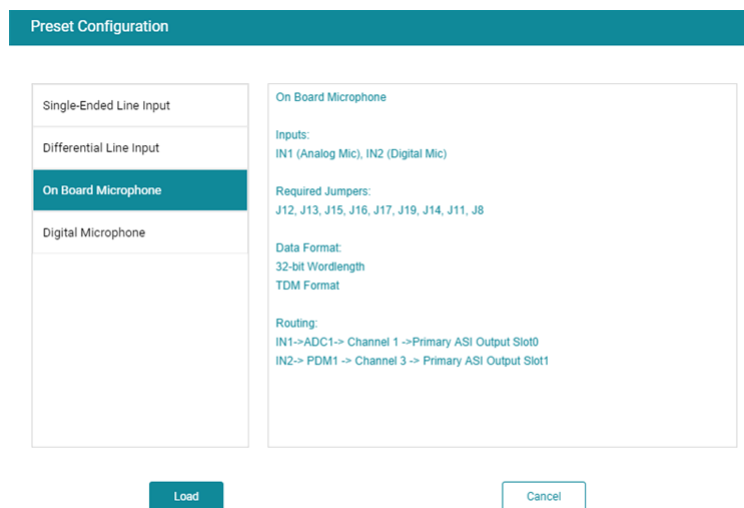 Preset Configuration
Single-Ended Line Input
Differential Line Input
On Board Microphone
Digital Microphone
On Board Microphone
Inputs:
IN1 (Analog Mic), IN2 (Digital Mic)
Required Jumpers:
J12, J13, J15, J16, J17, J19, J14, J11, J8
Data Format:
32-bit Wordlength
TDM Format
Routing:
IN1->ADC1-> Channel 1 ->Primary ASI Output Slot0
IN2-> PDM1 -> Channel 3 -> Primary ASI Output Slot1
Load
Cancel